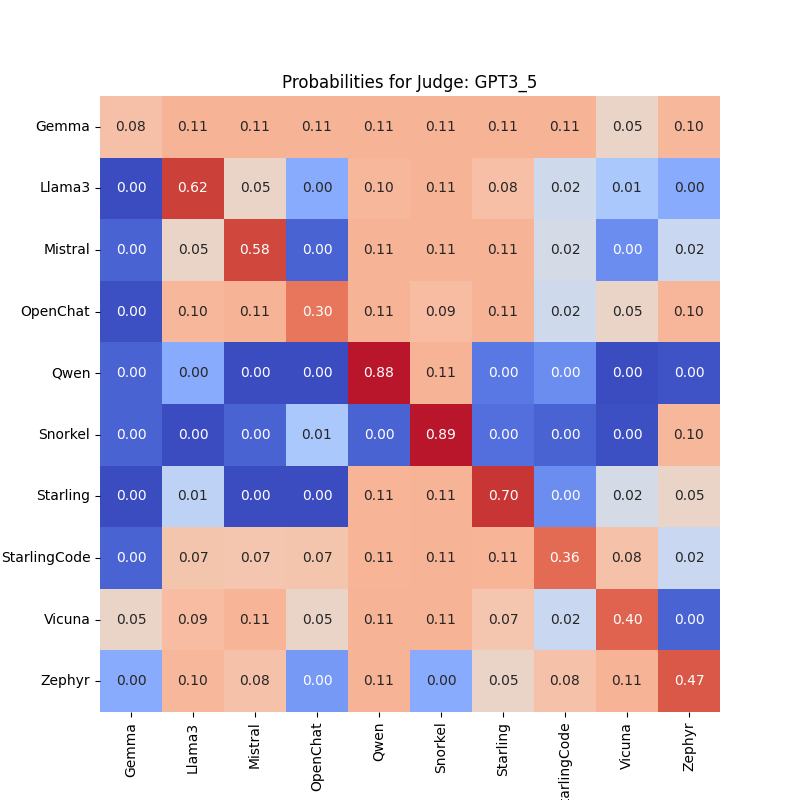 Probabilities for Judge: GPT3_5
Gemma 0.08 0.11 0.11 0.11 0.11 0.11 0.11 0.11 0.05 0.10
Llama3 0.00 0.62 0.05 0.00 0.10 0.11 0.08 0.02 0.01 0.00
Mistral 0.00 0.05 0.58 0.00 0.11 0.11 0.11 0.02 0.00 0.02
OpenChat 0.00 0.10 0.11 0.30 0.11 0.09 0.11 0.02 0.05 0.10
Qwen 0.00 0.00 0.00 0.00 0.88 0.11 0.00 0.00 0.00 0.00
Snorkel 0.00 0.00 0.00 0.01 0.00 0.89 0.00 0.00 0.00 0.10
Starling 0.00 0.01 0.00 0.00 0.11 0.11 0.70 0.00 0.02 0.05
StarlingCode 0.00 0.07 0.07 0.07 0.11 0.11 0.11 0.36 0.08 0.02
Vicuna 0.05 0.09 0.11 0.05 0.11 0.11 0.07 0.02 0.40 0.00
Zephyr 0.00 0.10 0.08 0.00 0.11 0.00 0.05 0.08 0.11 0.47
Gemma Llama3 Mistral OpenChat Qwen Snorkel Starling arlingCode Vicuna Zephyr